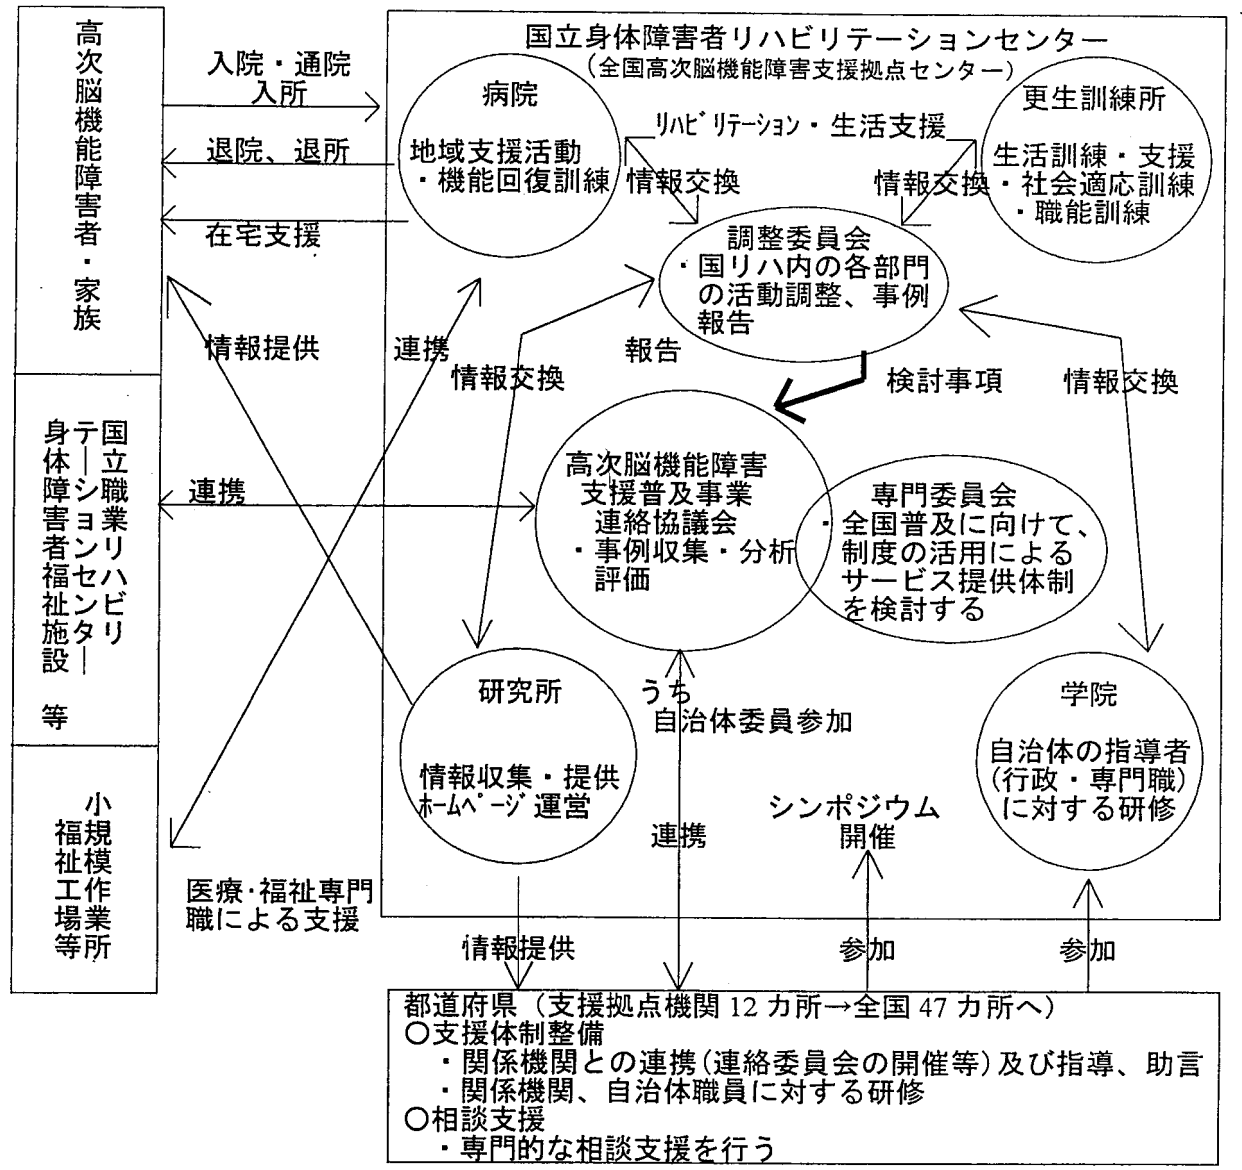 高次脳機能障害者・家族
国立職業リハビリ
テーションセンター
身体障害者福祉施設　等
小規模作業所
福祉工場等
入院・通院
入所
退院、退所
在宅支援
情報提供
連携
連携
医療・福祉専門
職による支援
国立身体障害者リハビリテーションセンター
（全国高次脳機能障害支援拠点センター）
病院
地域支援活動
・機能回復訓練
リハビリテーション・生活支援
情報交換
情報交換
更生訓練所
生活訓練・支援
・社会適応訓練
・職能訓練
調整委員会
・国リハ内の各部門
の活動調整、事例
報告
情報交換
報告
検討事項
情報交換
高次脳機能障害
支援普及事業
連絡協議会
・事例収集・分析
評価
専門委員会
・全国普及に向けて、
制度の活用による
サービス提供体制
を検討する
研究所
情報収集・提供
ホームページ運営
うち
自治体委員参加
連携
シンポジウム
開催
学院
自治体の指導者
(行政・専門職)
に対する研修
情報提供
参加
参加
都道府県（支援拠点機関 12 カ所→全国 47 カ所へ）
○支援体制整備
・関係機関との連携(連絡委員会の開催等)及び指導、助言
・関係機関、自治体職員に対する研修
○相談支援
・専門的な相談支援を行う